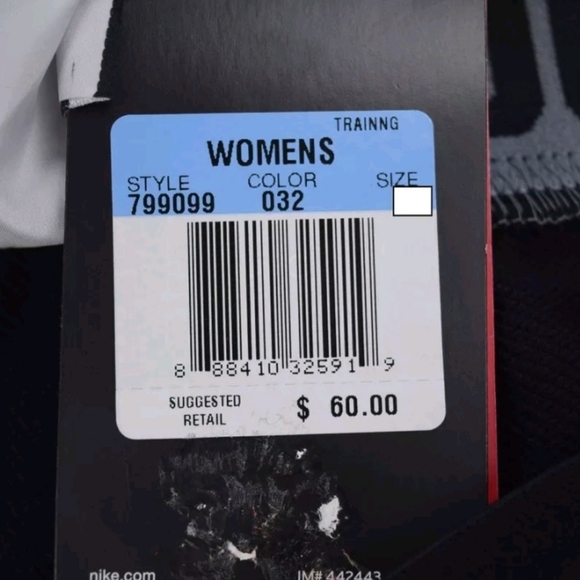 TRAINNG
WOMENS
STYLE COLOR SIZE
799099 032
8 88410 32591 9
SUGGESTED
RETAIL
$ 60.00
nike.com IM# 442443